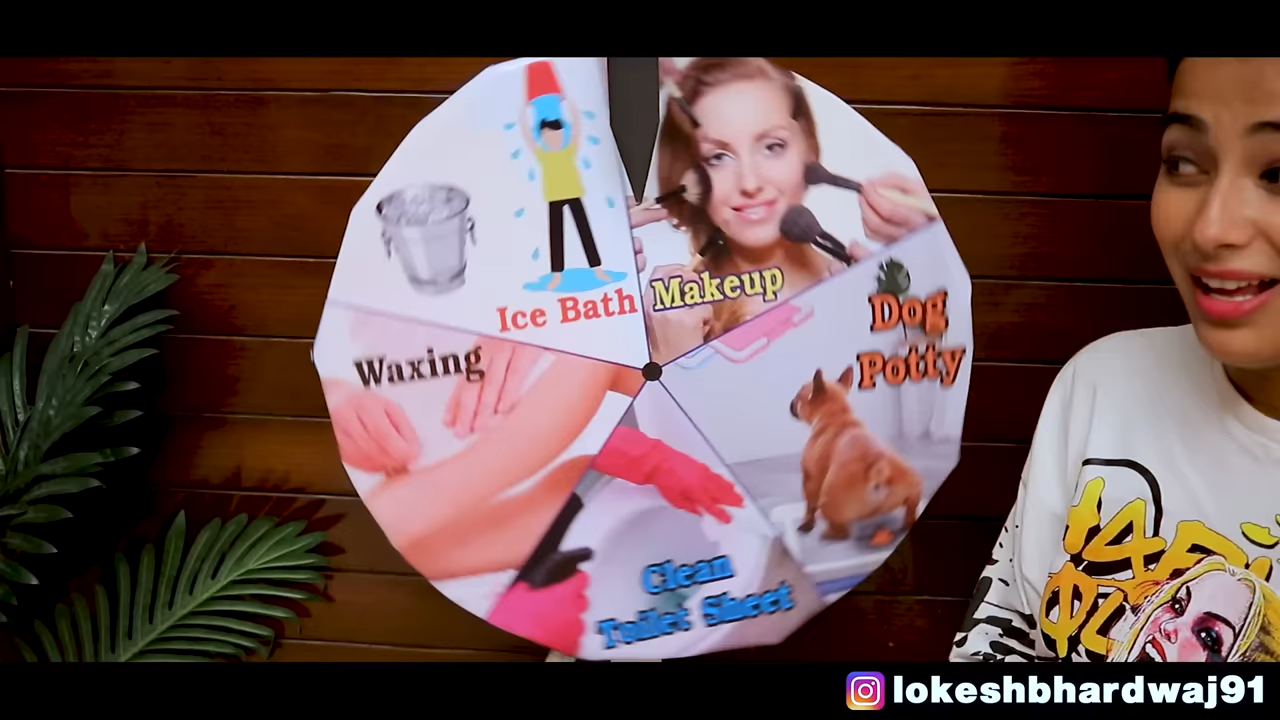 Ice Bath
Makeup
Dog
Potty
Waxing
Clean
Toilet Sheet
lokeshbhardwaj91